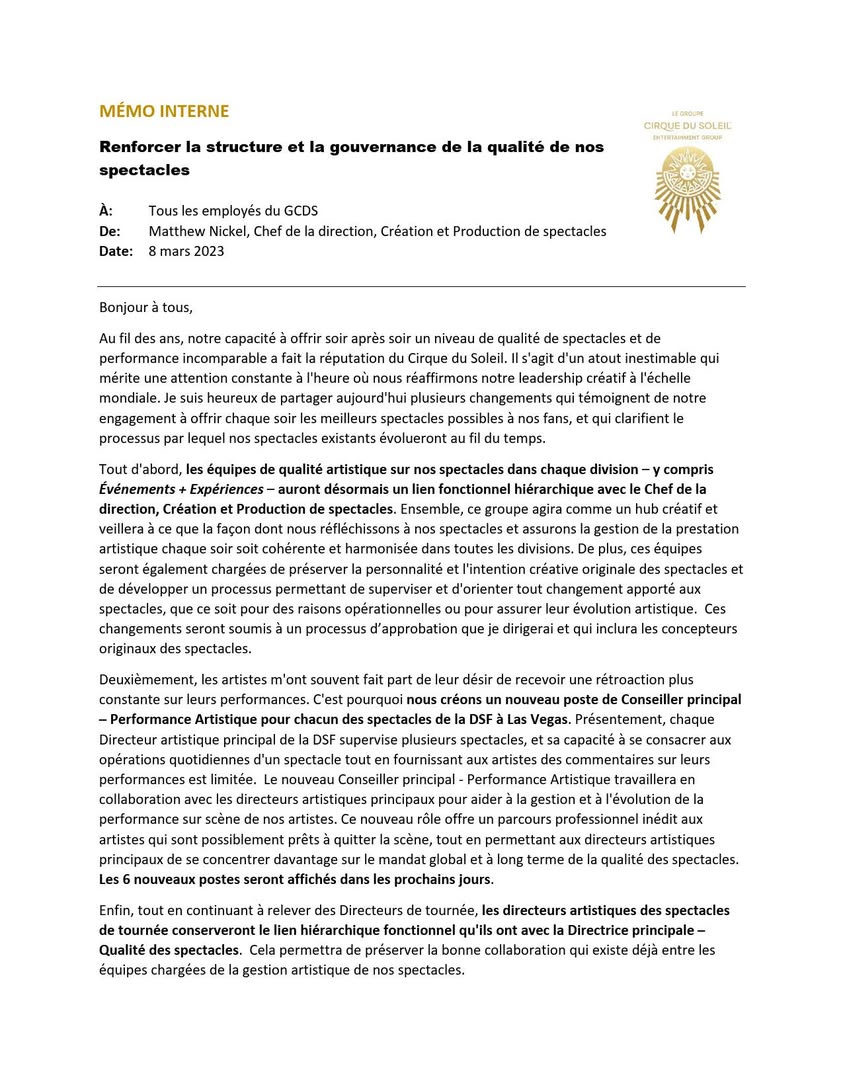 MÉMO INTERNE
LE GROUPE
CIRQUE DU SOLEIL
ENTERTAINMENT GROUP
Renforcer la structure et la gouvernance de la qualité de nos
spectacles
À: Tous les employés du GCDS
De: Matthew Nickel, Chef de la direction, Création et Production de spectacles
Date: 8 mars 2023
Bonjour à tous,
Au fil des ans, notre capacité à offrir soir après soir un niveau de qualité de spectacles et de
performance incomparable a fait la réputation du Cirque du Soleil. Il s'agit d'un atout inestimable qui
mérite une attention constante à l'heure où nous réaffirmons notre leadership créatif à l'échelle
mondiale. Je suis heureux de partager aujourd'hui plusieurs changements qui témoignent de notre
engagement à offrir chaque soir les meilleurs spectacles possibles à nos fans, et qui clarifient le
processus par lequel nos spectacles existants évolueront au fil du temps.
Tout d'abord, les équipes de qualité artistique sur nos spectacles dans chaque division – y compris
Événements + Expériences – auront désormais un lien fonctionnel hiérarchique avec le Chef de la
direction, Création et Production de spectacles. Ensemble, ce groupe agira comme un hub créatif et
veillera à ce que la façon dont nous réfléchissons à nos spectacles et assurons la gestion de la prestation
artistique chaque soir soit cohérente et harmonisée dans toutes les divisions. De plus, ces équipes
seront également chargées de préserver la personnalité et l'intention créative originale des spectacles et
de développer un processus permettant de superviser et d'orienter tout changement apporté aux
spectacles, que ce soit pour des raisons opérationnelles ou pour assurer leur évolution artistique.  Ces
changements seront soumis à un processus d’approbation que je dirigerai et qui inclura les concepteurs
originaux des spectacles.
Deuxièmement, les artistes m'ont souvent fait part de leur désir de recevoir une rétroaction plus
constante sur leurs performances. C'est pourquoi nous créons un nouveau poste de Conseiller principal
– Performance Artistique pour chacun des spectacles de la DSF à Las Vegas. Présentement, chaque
Directeur artistique principal de la DSF supervise plusieurs spectacles, et sa capacité à se consacrer aux
opérations quotidiennes d'un spectacle tout en fournissant aux artistes des commentaires sur leurs
performances est limitée.  Le nouveau Conseiller principal - Performance Artistique travaillera en
collaboration avec les directeurs artistiques principaux pour aider à la gestion et à l'évolution de la
performance sur scène de nos artistes. Ce nouveau rôle offre un parcours professionnel inédit aux
artistes qui sont possiblement prêts à quitter la scène, tout en permettant aux directeurs artistiques
principaux de se concentrer davantage sur le mandat global et à long terme de la qualité des spectacles.
Les 6 nouveaux postes seront affichés dans les prochains jours.
Enfin, tout en continuant à relever des Directeurs de tournée, les directeurs artistiques des spectacles
de tournée conserveront le lien hiérarchique fonctionnel qu'ils ont avec la Directrice principale –
Qualité des spectacles.  Cela permettra de préserver la bonne collaboration qui existe déjà entre les
équipes chargées de la gestion artistique de nos spectacles.